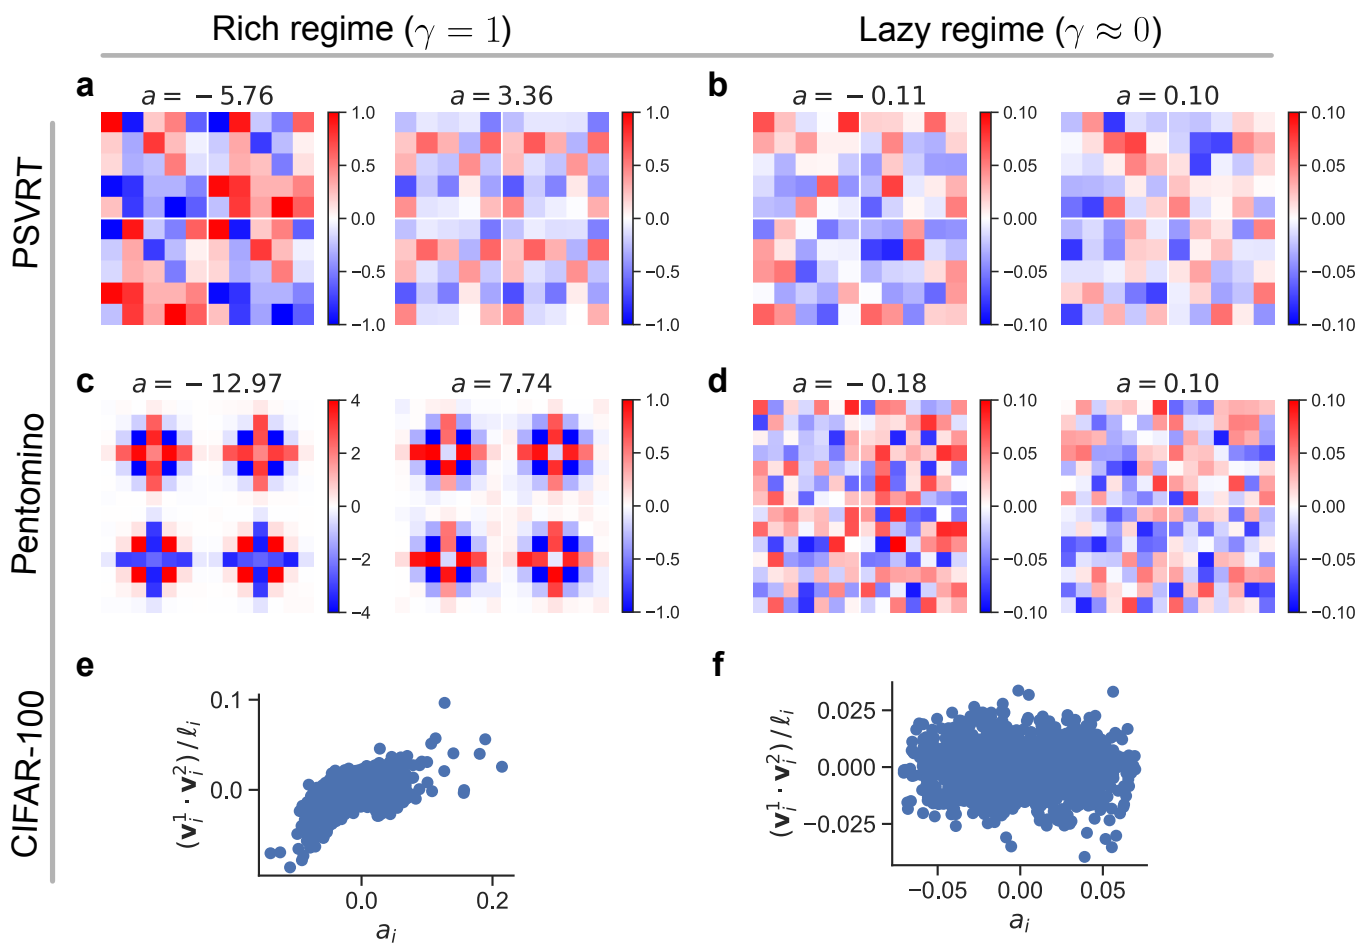 Rich regime (γ = 1)
Lazy regime (γ ≈ 0)
PSVRT
Pentomino
CIFAR-100
a
a = − 5.76
1.0
0.5
0.0
−0.5
−1.0
a = 3.36
1.0
0.5
0.0
−0.5
−1.0
b
a = − 0.11
0.10
0.05
0.00
−0.05
−0.10
a = 0.10
0.10
0.05
0.00
−0.05
−0.10
c
a = − 12.97
4
2
0
−2
−4
a = 7.74
1.0
0.5
0.0
−0.5
−1.0
d
a = − 0.18
0.10
0.05
0.00
−0.05
−0.10
a = 0.10
0.10
0.05
0.00
−0.05
−0.10
e
(v_i^1 · v_i^2) / ℓ_i
0.1
0.0
0.0
0.2
a_i
f
(v_i^1 · v_i^2) / ℓ_i
0.025
0.000
−0.025
−0.05
0.00
0.05
a_i